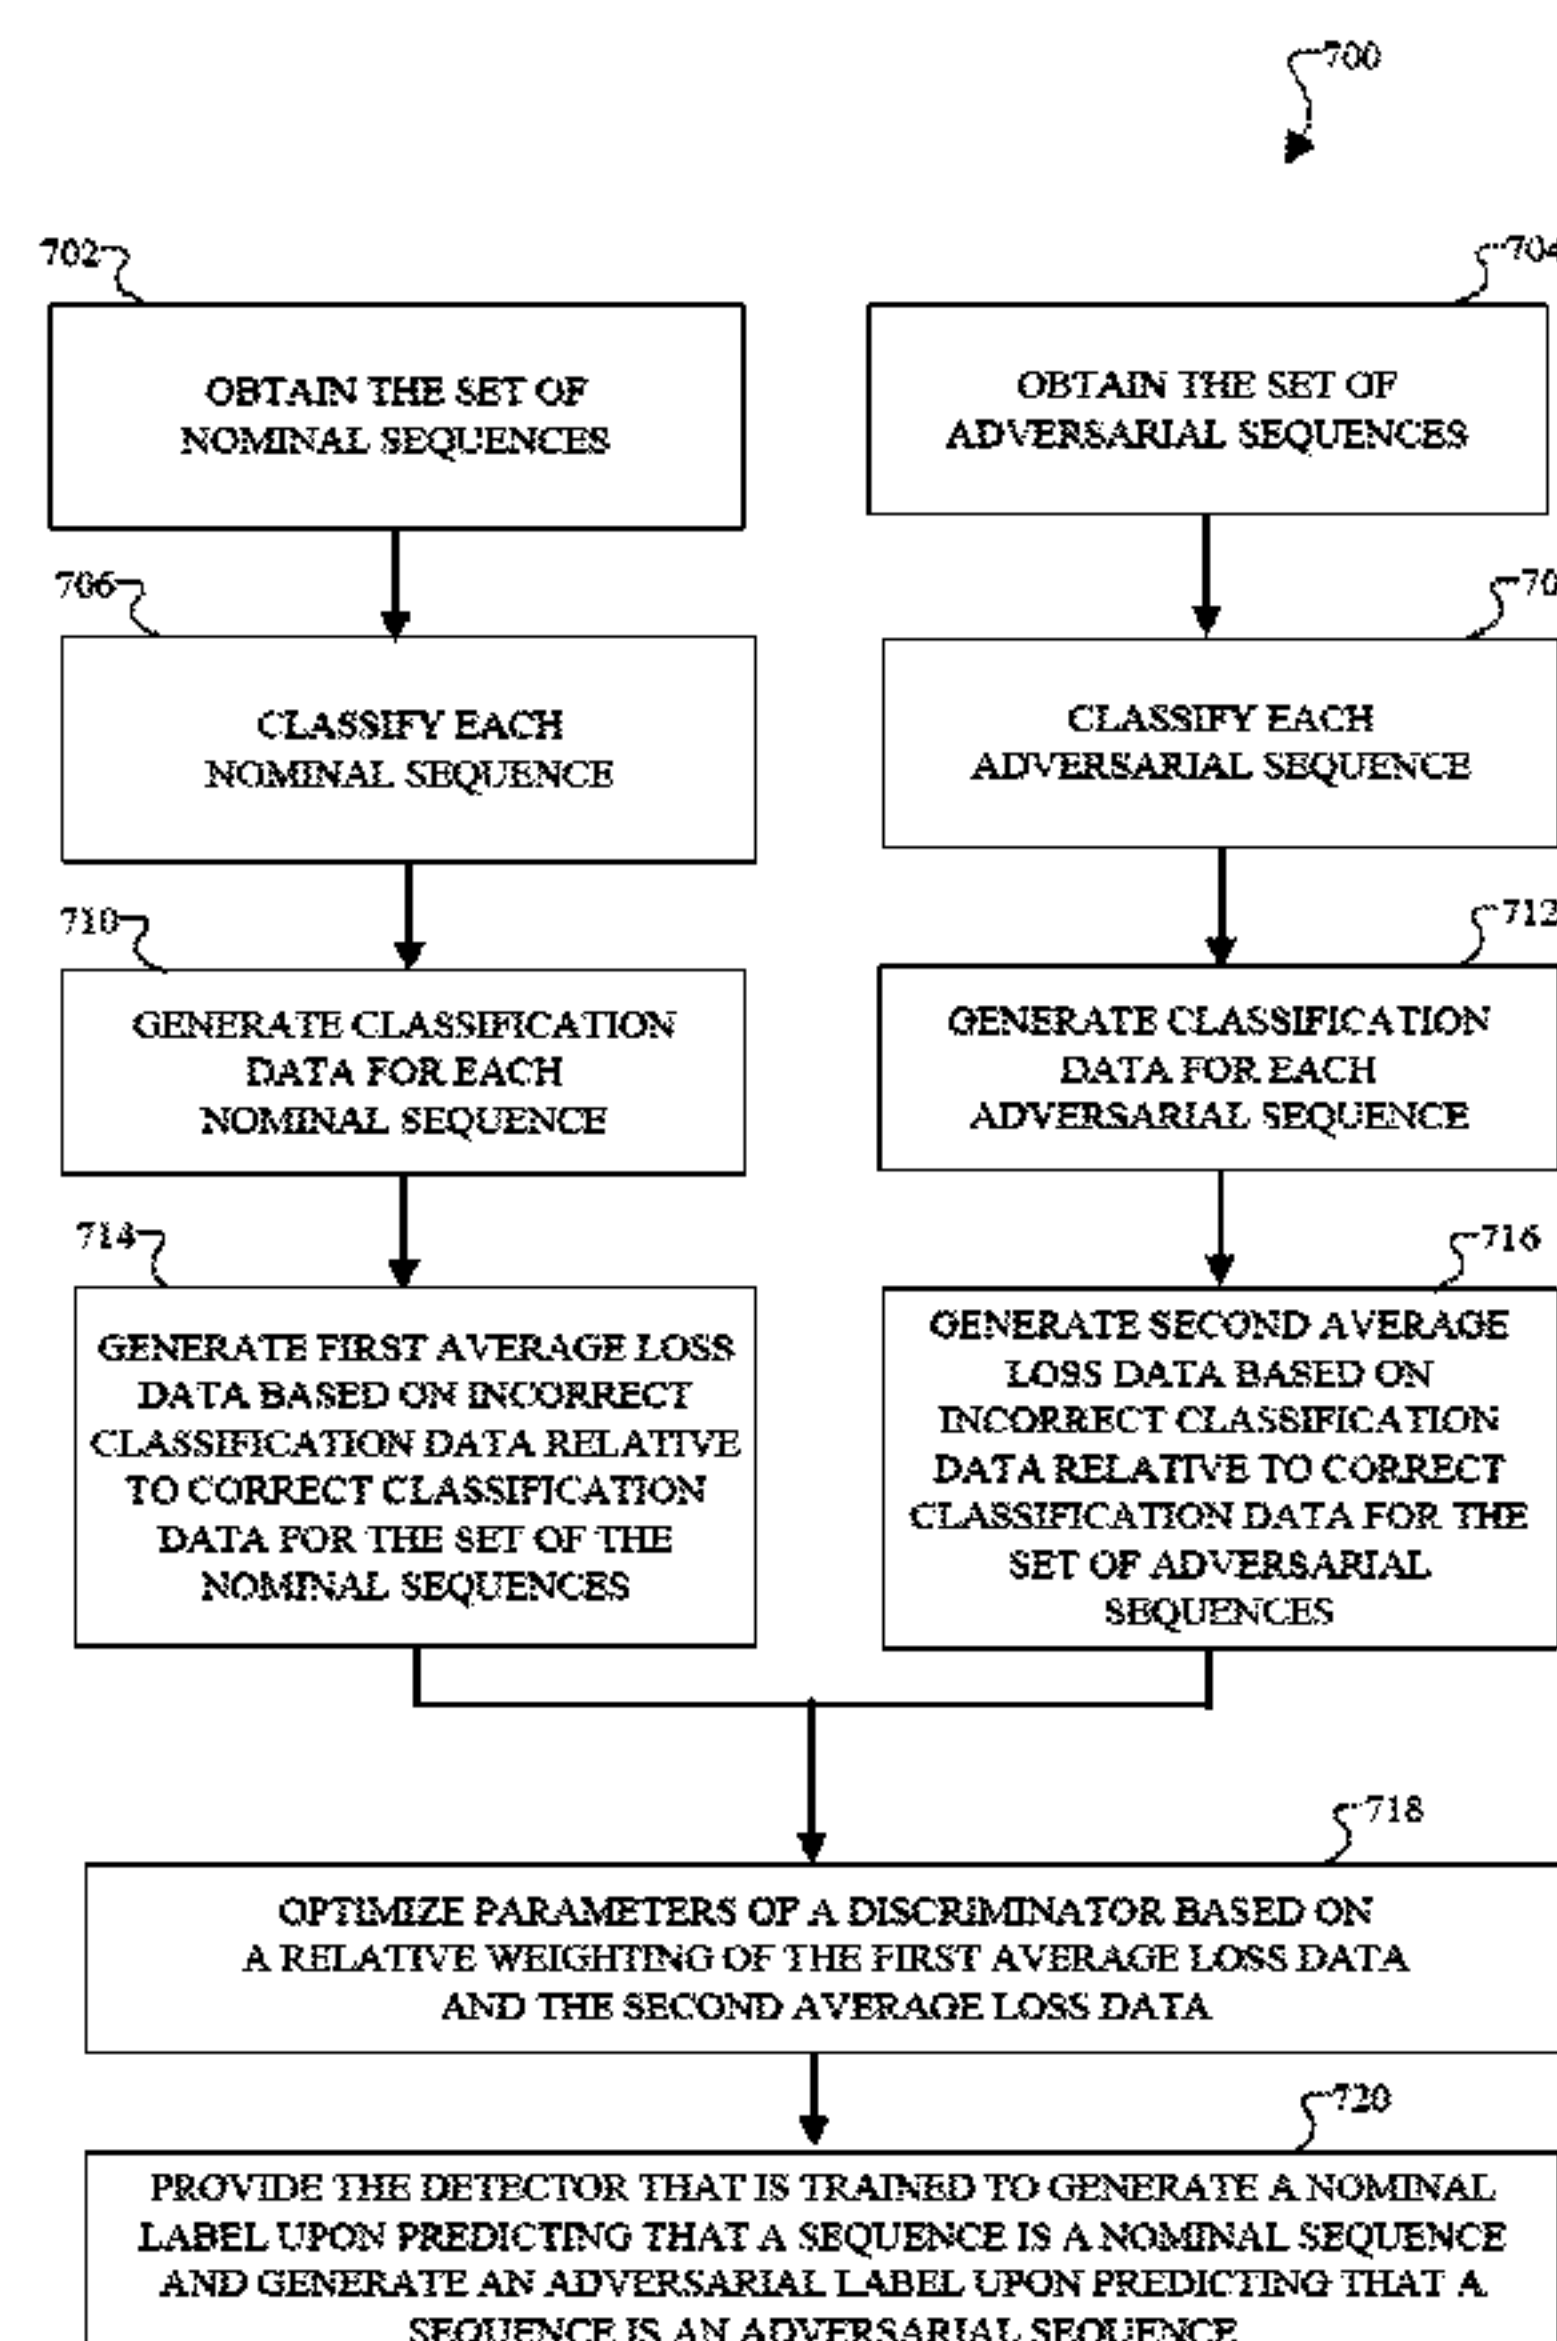 700
702
704
OBTAIN THE SET OF
NOMINAL SEQUENCES
OBTAIN THE SET OF
ADVERSARIAL SEQUENCES
706
70
CLASSIFY EACH
NOMINAL SEQUENCE
CLASSIFY EACH
ADVERSARIAL SEQUENCE
710
712
GENERATE CLASSIFICATION
DATA FOR EACH
NOMINAL SEQUENCE
GENERATE CLASSIFICATION
DATA FOR EACH
ADVERSARIAL SEQUENCE
714
716
GENERATE FIRST AVERAGE LOSS
DATA BASED ON INCORRECT
CLASSIFICATION DATA RELATIVE
TO CORRECT CLASSIFICATION
DATA FOR THE SET OF THE
NOMINAL SEQUENCES
GENERATE SECOND AVERAGE
LOSS DATA BASED ON
INCORRECT CLASSIFICATION
DATA RELATIVE TO CORRECT
CLASSIFICATION DATA FOR THE
SET OF ADVERSARIAL
SEQUENCES
718
OPTIMIZE PARAMETERS OF A DISCRIMINATOR BASED ON
A RELATIVE WEIGHTING OF THE FIRST AVERAGE LOSS DATA
AND THE SECOND AVERAGE LOSS DATA
720
PROVIDE THE DETECTOR THAT IS TRAINED TO GENERATE A NOMINAL
LABEL UPON PREDICTING THAT A SEQUENCE IS A NOMINAL SEQUENCE
AND GENERATE AN ADVERSARIAL LABEL UPON PREDICTING THAT A
SEQUENCE IS AN ADVERSARIAL SEQUENCE